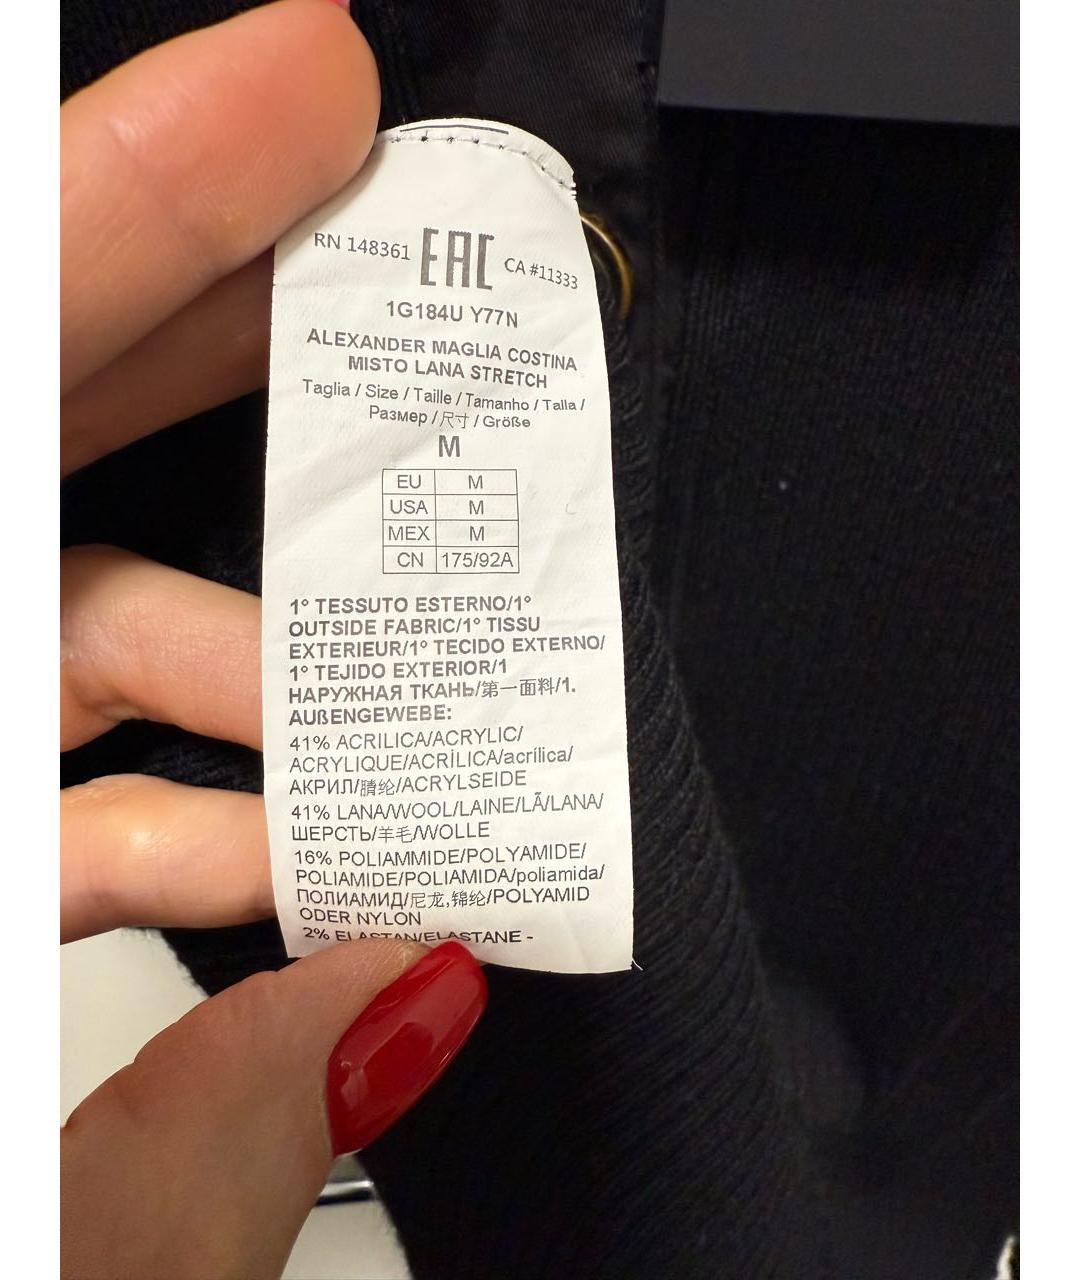 RN 148361 EAC CA #11333
1G184U Y77N
ALEXANDER MAGLIA COSTINA
MISTO LANA STRETCH
Taglia / Size / Taille / Tamanho / Talla /
Размер / 尺寸 / Größe
M
EU M
USA M
MEX M
CN 175/92A
1° TESSUTO ESTERNO/1°
OUTSIDE FABRIC/1° TISSU
EXTERIEUR/1° TECIDO EXTERNO/
1° TEJIDO EXTERIOR/1
НАРУЖНАЯ ТКАНЬ/第一面料/1.
AUßENGEWEBE:
41% ACRILICA/ACRYLIC/
ACRYLIQUE/ACRÍLICA/acrílica/
АКРИЛ/腈纶/ACRYLSEIDE
41% LANA/WOOL/LAINE/LÃ/LANA/
ШЕРСТЬ/羊毛/WOLLE
16% POLIAMMIDE/POLYAMIDE/
POLIAMIDE/POLIAMIDA/poliamida/
ПОЛИАМИД/尼龙,锦纶/POLYAMID
ODER NYLON
2% ELASTAN/ELASTANE -